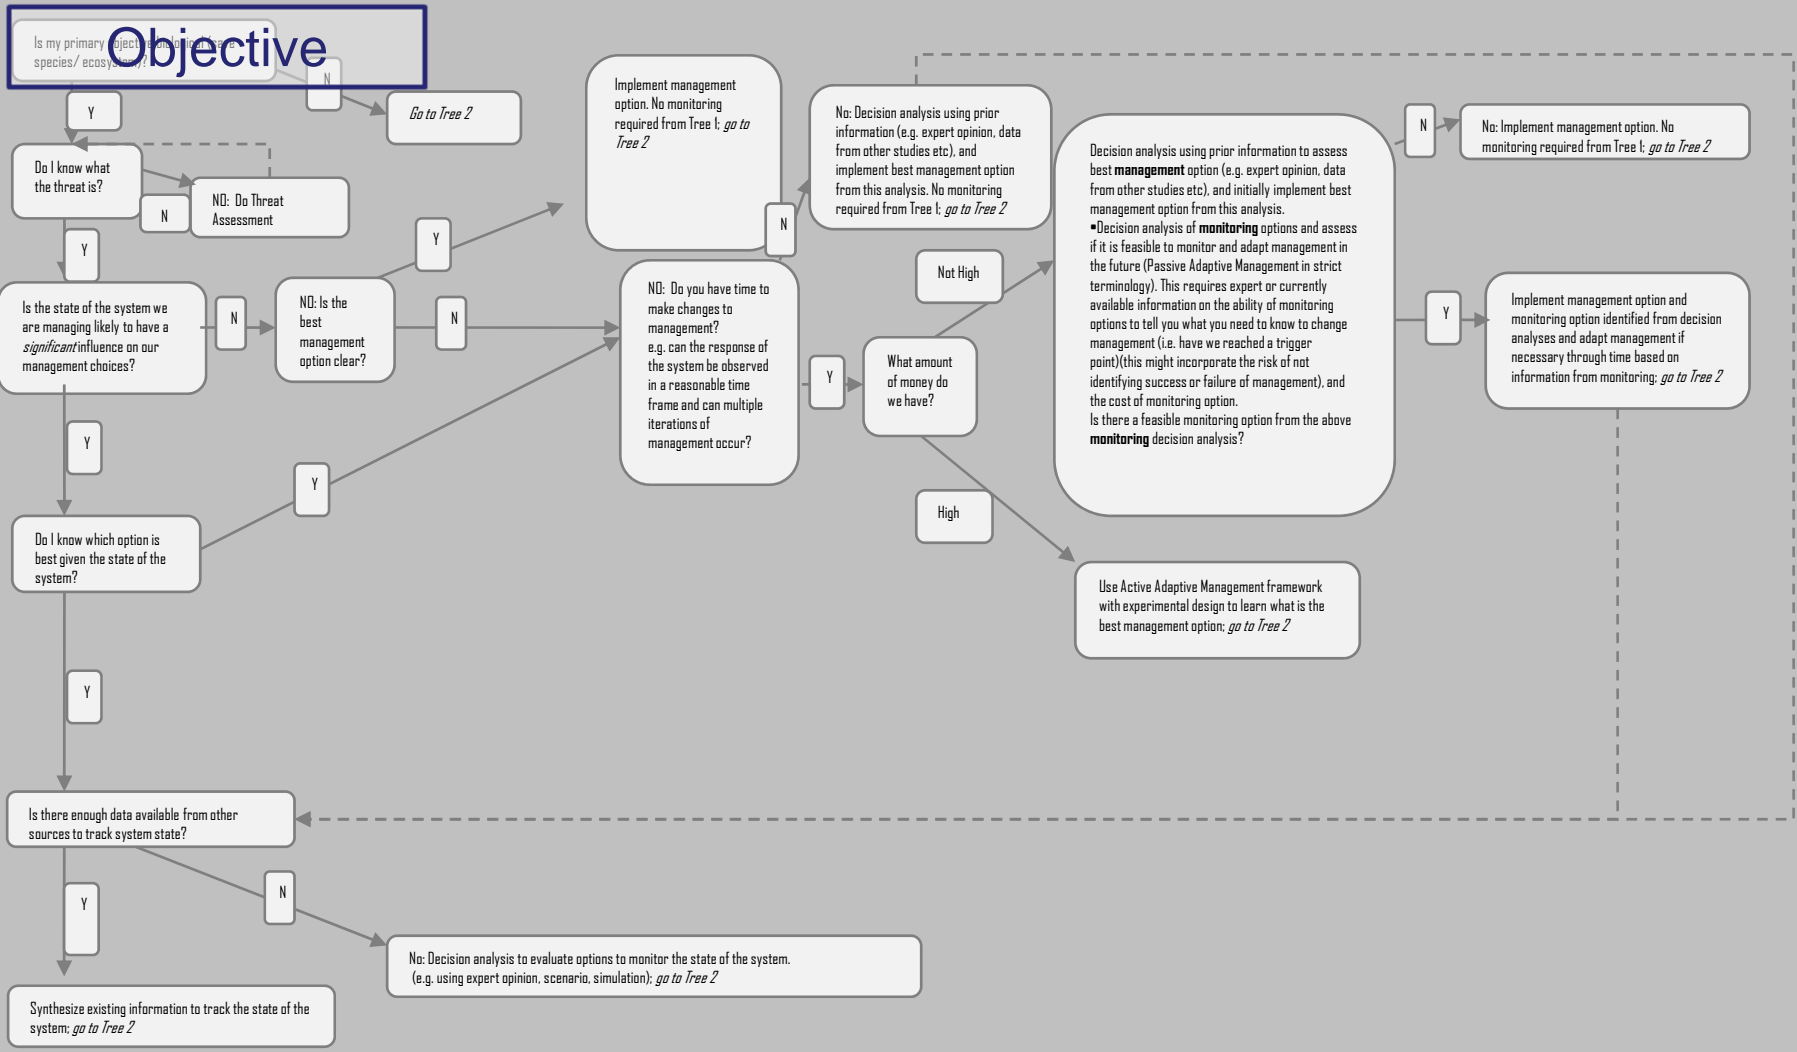 Objective
Is my primary objective biological (save
species/ ecosystem)?
N
Y
Go to Tree 2
Do I know what
the threat is?
N
NO: Do Threat
Assessment
Y
Is the state of the system we
are managing likely to have a
significant influence on our
management choices?
N
NO: Is the
best
management
option clear?
Y
N
Implement management
option. No monitoring
required from Tree 1; go to
Tree 2
NO: Do you have time to
make changes to
management?
e.g. can the response of
the system be observed
in a reasonable time
frame and can multiple
iterations of
management occur?
N
No: Decision analysis using prior
information (e.g. expert opinion, data
from other studies etc), and
implement best management option
from this analysis. No monitoring
required from Tree 1; go to Tree 2
Y
What amount
of money do
we have?
Not High
High
Decision analysis using prior information to assess
best management option (e.g. expert opinion, data
from other studies etc), and initially implement best
management option from this analysis.
▪Decision analysis of monitoring options and assess
if it is feasible to monitor and adapt management in
the future (Passive Adaptive Management in strict
terminology). This requires expert or currently
available information on the ability of monitoring
options to tell you what you need to know to change
management (i.e. have we reached a trigger
point)(this might incorporate the risk of not
identifying success or failure of management), and
the cost of monitoring option.
Is there a feasible monitoring option from the above
monitoring decision analysis?
N
No: Implement management option. No
monitoring required from Tree 1; go to Tree 2
Y
Implement management option and
monitoring option identified from decision
analyses and adapt management if
necessary through time based on
information from monitoring; go to Tree 2
Use Active Adaptive Management framework
with experimental design to learn what is the
best management option; go to Tree 2
Y
Do I know which option is
best given the state of the
system?
Y
Y
Is there enough data available from other
sources to track system state?
Y
N
No: Decision analysis to evaluate options to monitor the state of the system.
(e.g. using expert opinion, scenario, simulation); go to Tree 2
Synthesize existing information to track the state of the
system; go to Tree 2